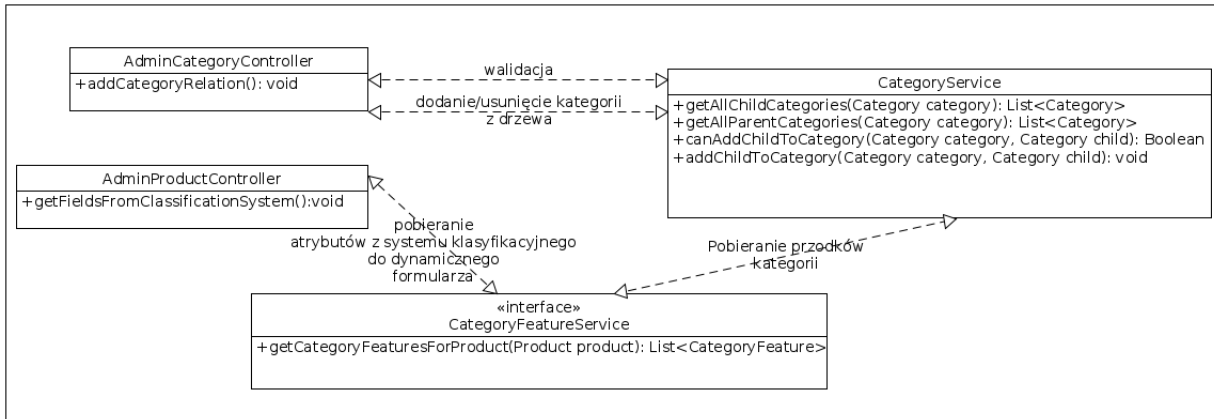 AdminCategoryController
+addCategoryRelation(): void
walidacja
dodanie/usunięcie kategorii
z drzewa
CategoryService
+getAllChildCategories(Category category): List<Category>
+getAllParentCategories(Category category): List<Category>
+canAddChildToCategory(Category category, Category child): Boolean
+addChildToCategory(Category category, Category child): void
AdminProductController
+getFieldsFromClassificationSystem():void
pobieranie
atrybutów z systemu klasyfikacyjnego
do dynamicznego
formularza
Pobieranie przodków
kategorii
«interface»
CategoryFeatureService
+getCategoryFeaturesForProduct(Product product): List<CategoryFeature>